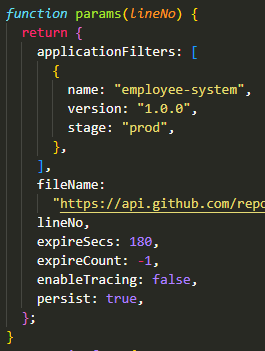 function params(lineNo) {
return {
applicationFilters: [
{
name: "employee-system",
version: "1.0.0",
stage: "prod",
},
],
fileName:
"https://api.github.com/repo
lineNo,
expireSecs: 180,
expireCount: -1,
enableTracing: false,
persist: true,
};
}